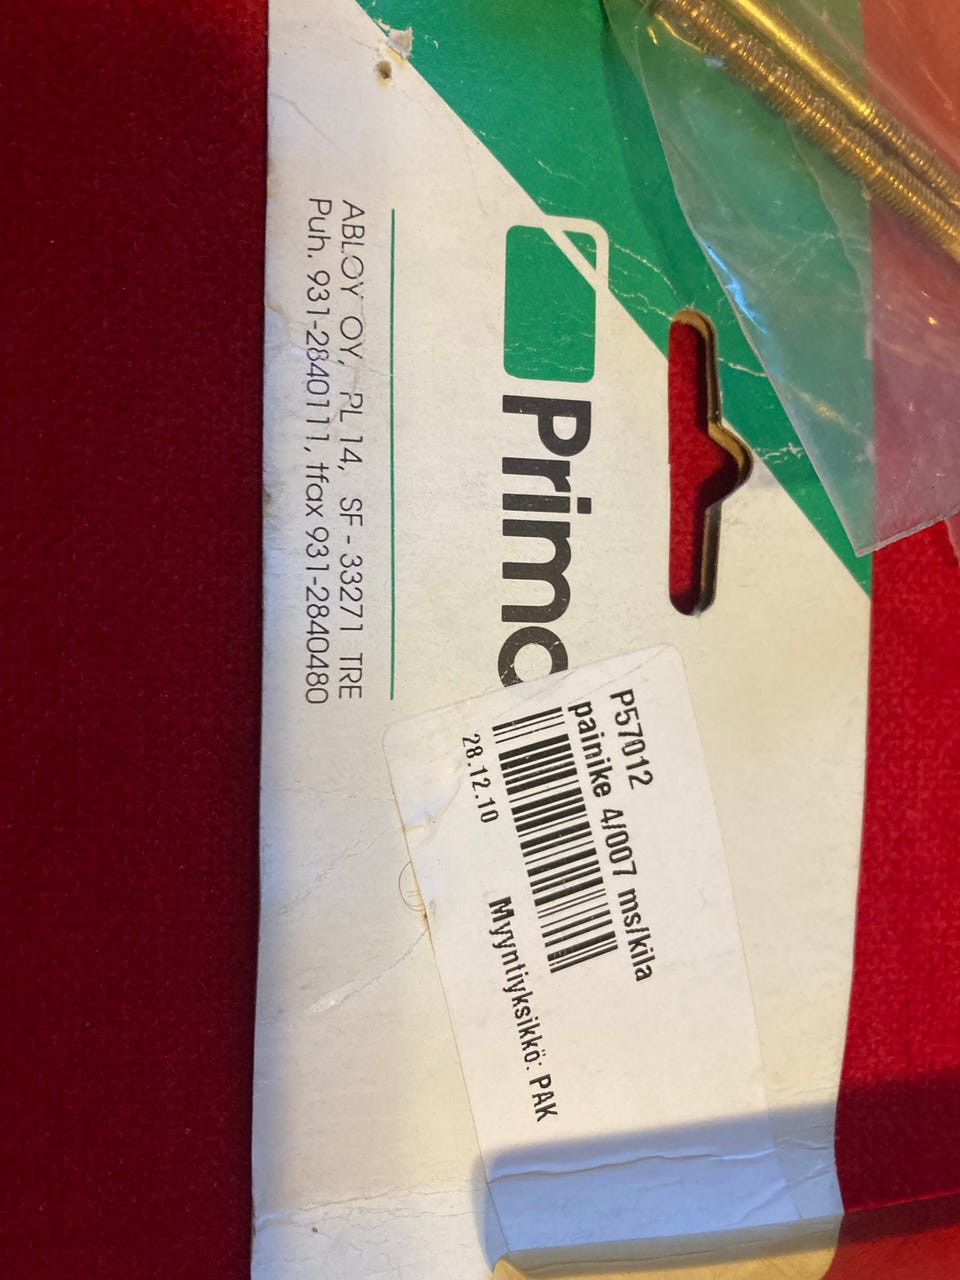 Primo
ABLOY OY, PL 14, SF - 33271 TRE
Puh. 931-2840111, tfax 931-2840480
P57012
painike 4/007 ms/kila
28.12.10
Myyntiyksikkö: PAK